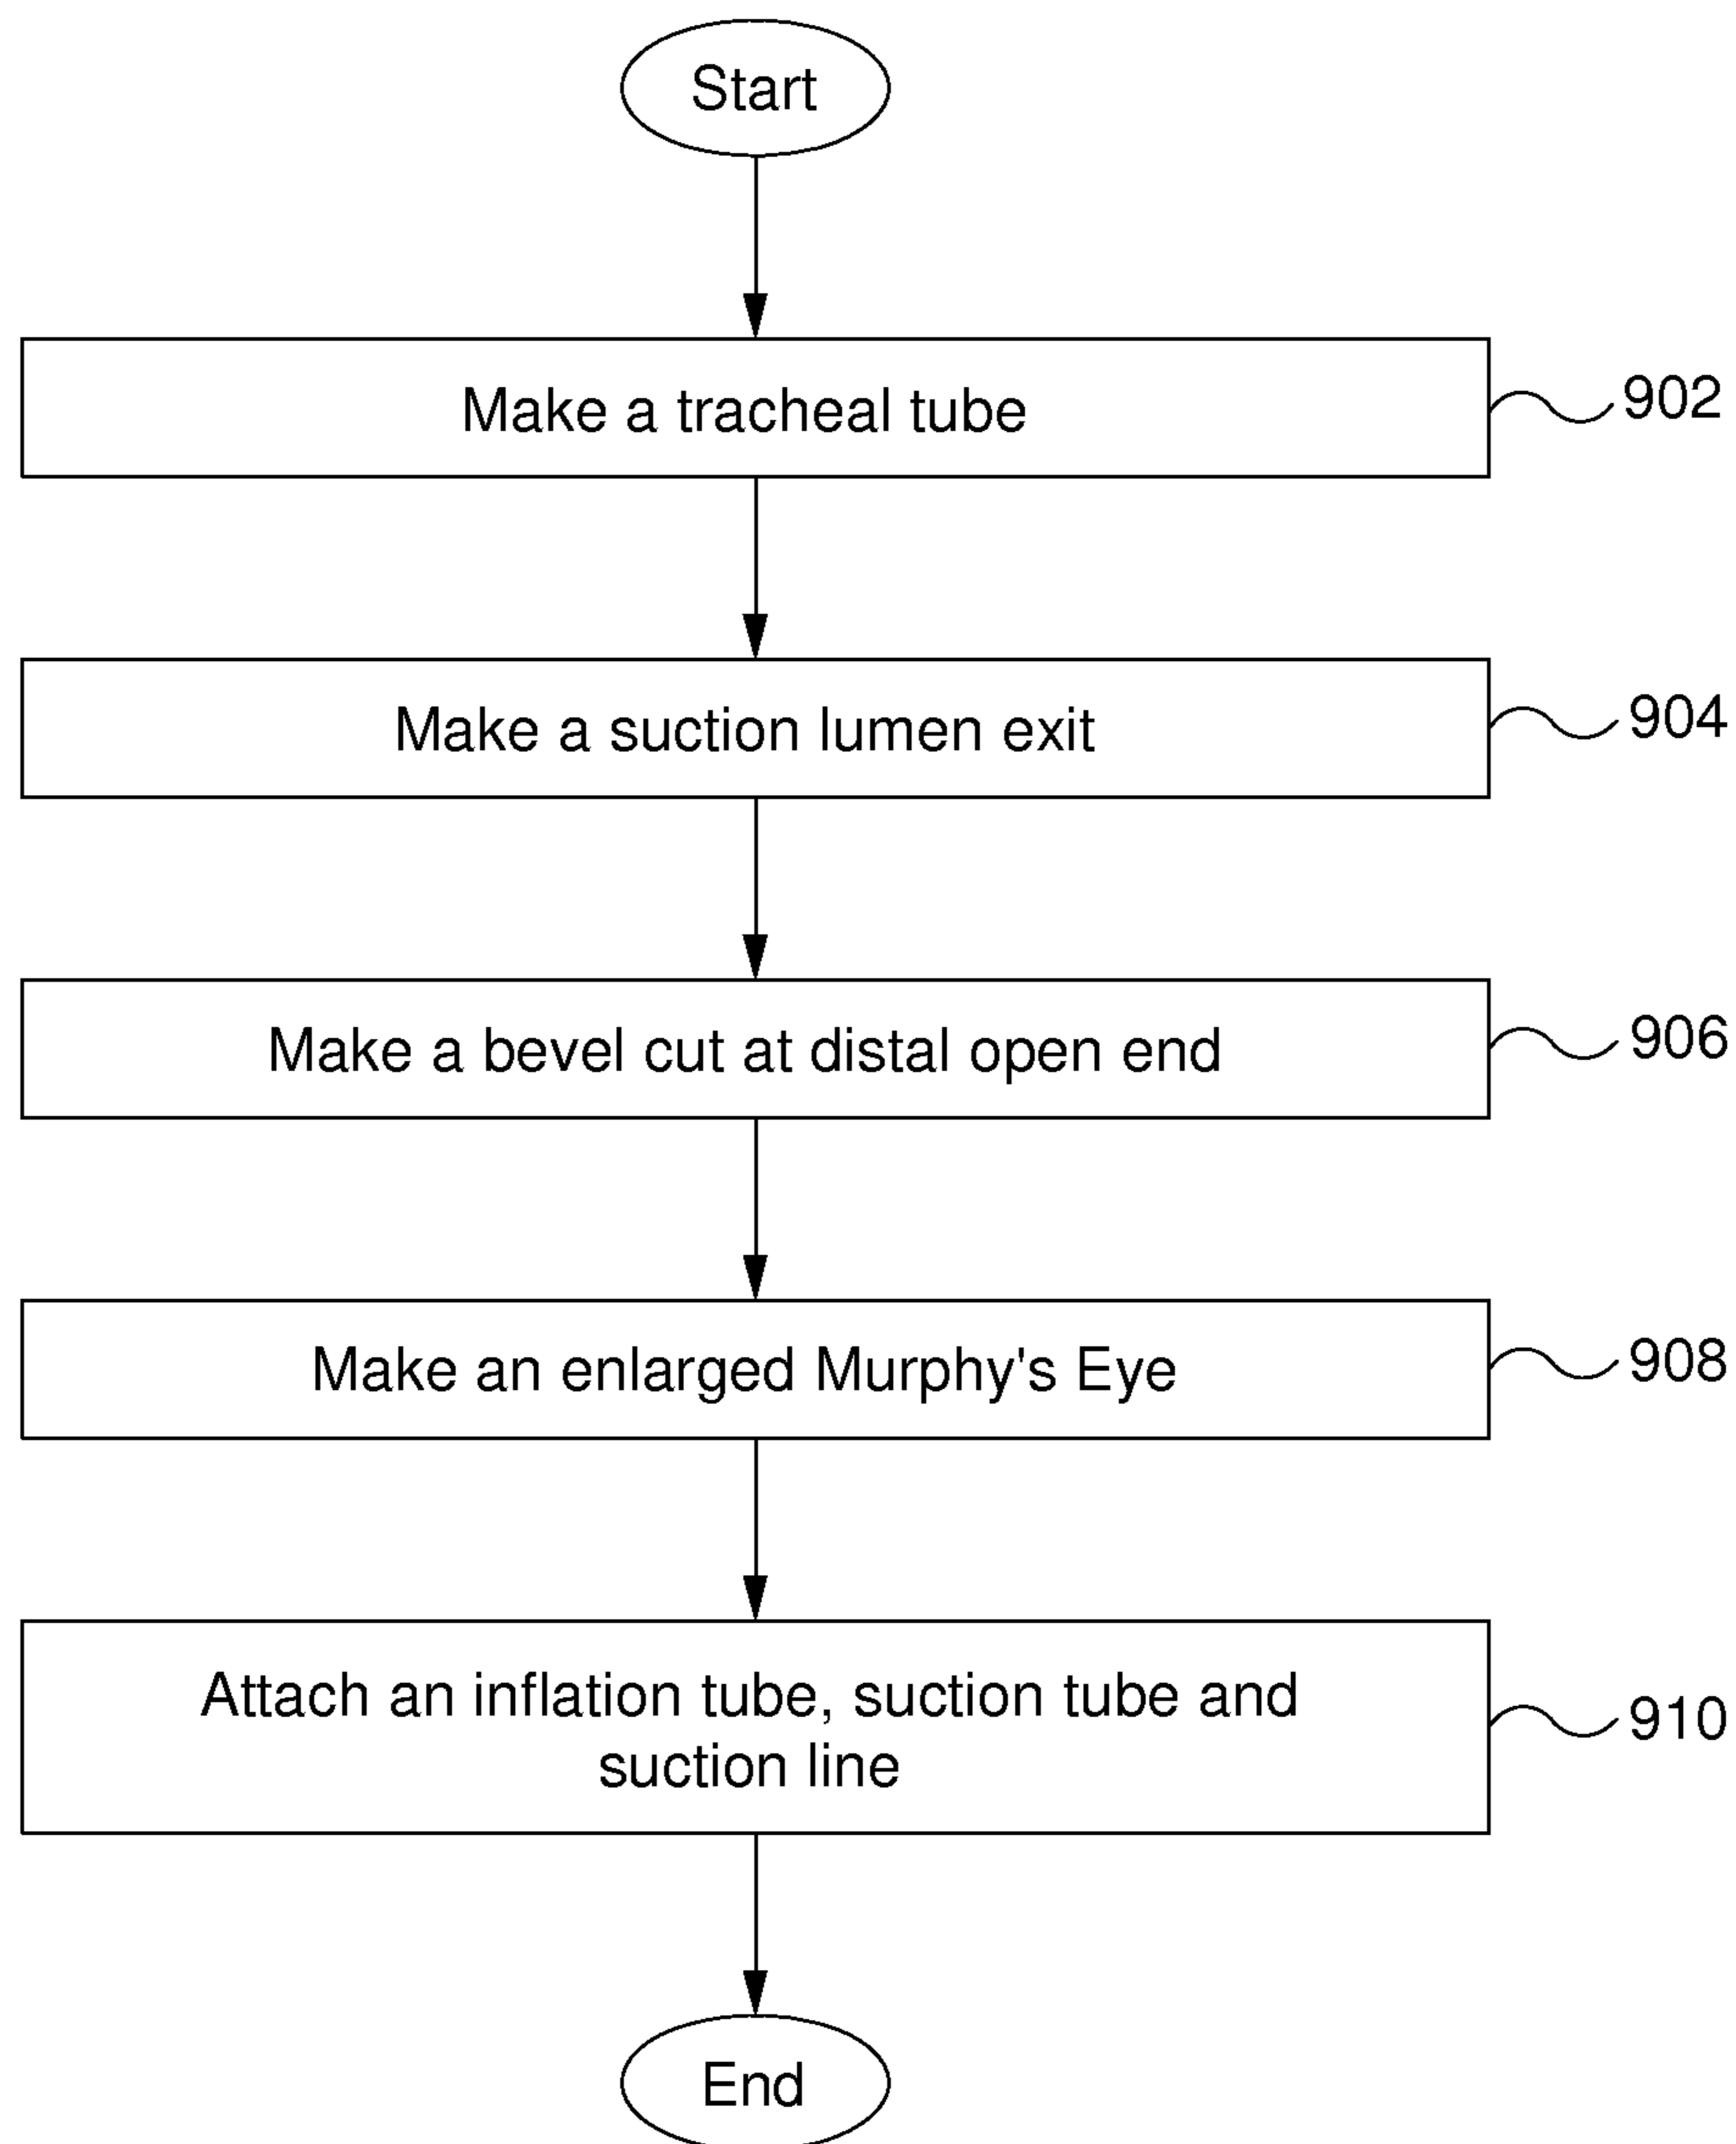 Start
Make a tracheal tube
902
Make a suction lumen exit
904
Make a bevel cut at distal open end
906
Make an enlarged Murphy's Eye
908
Attach an inflation tube, suction tube and
suction line
910
End